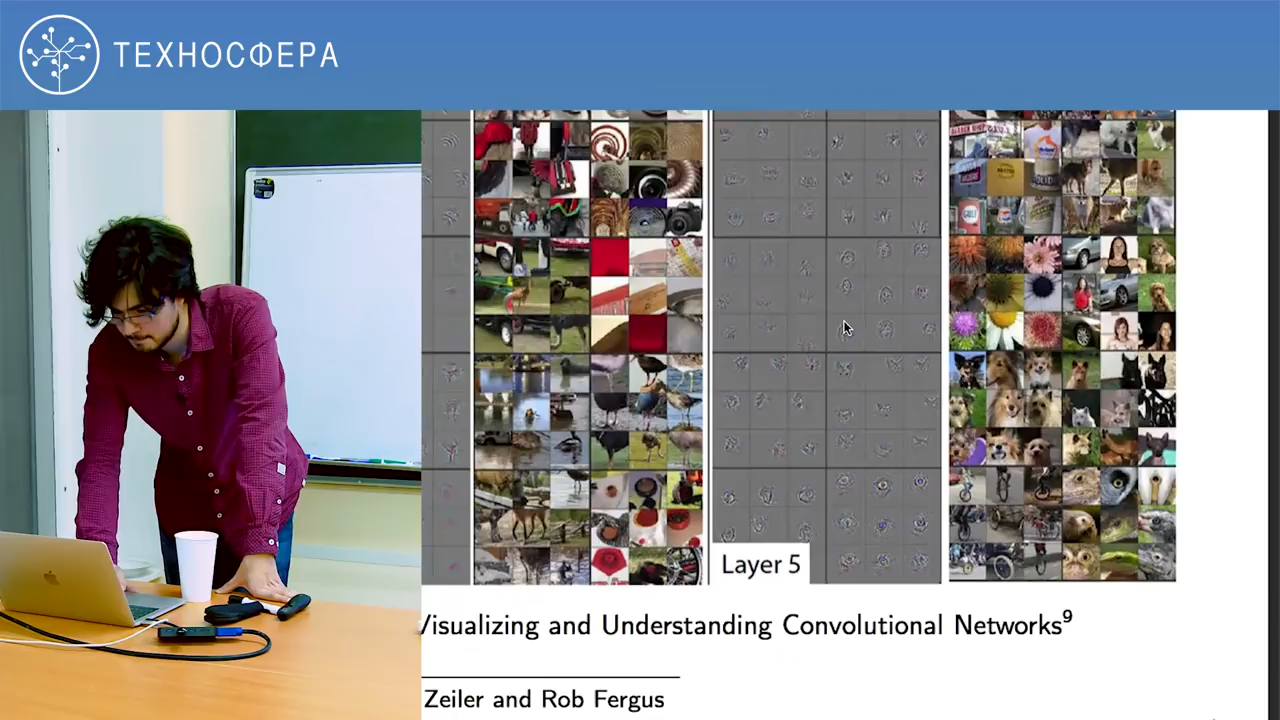 ТЕХНОСФЕРА
Layer 5
Visualizing and Understanding Convolutional Networks⁹
Zeiler and Rob Fergus